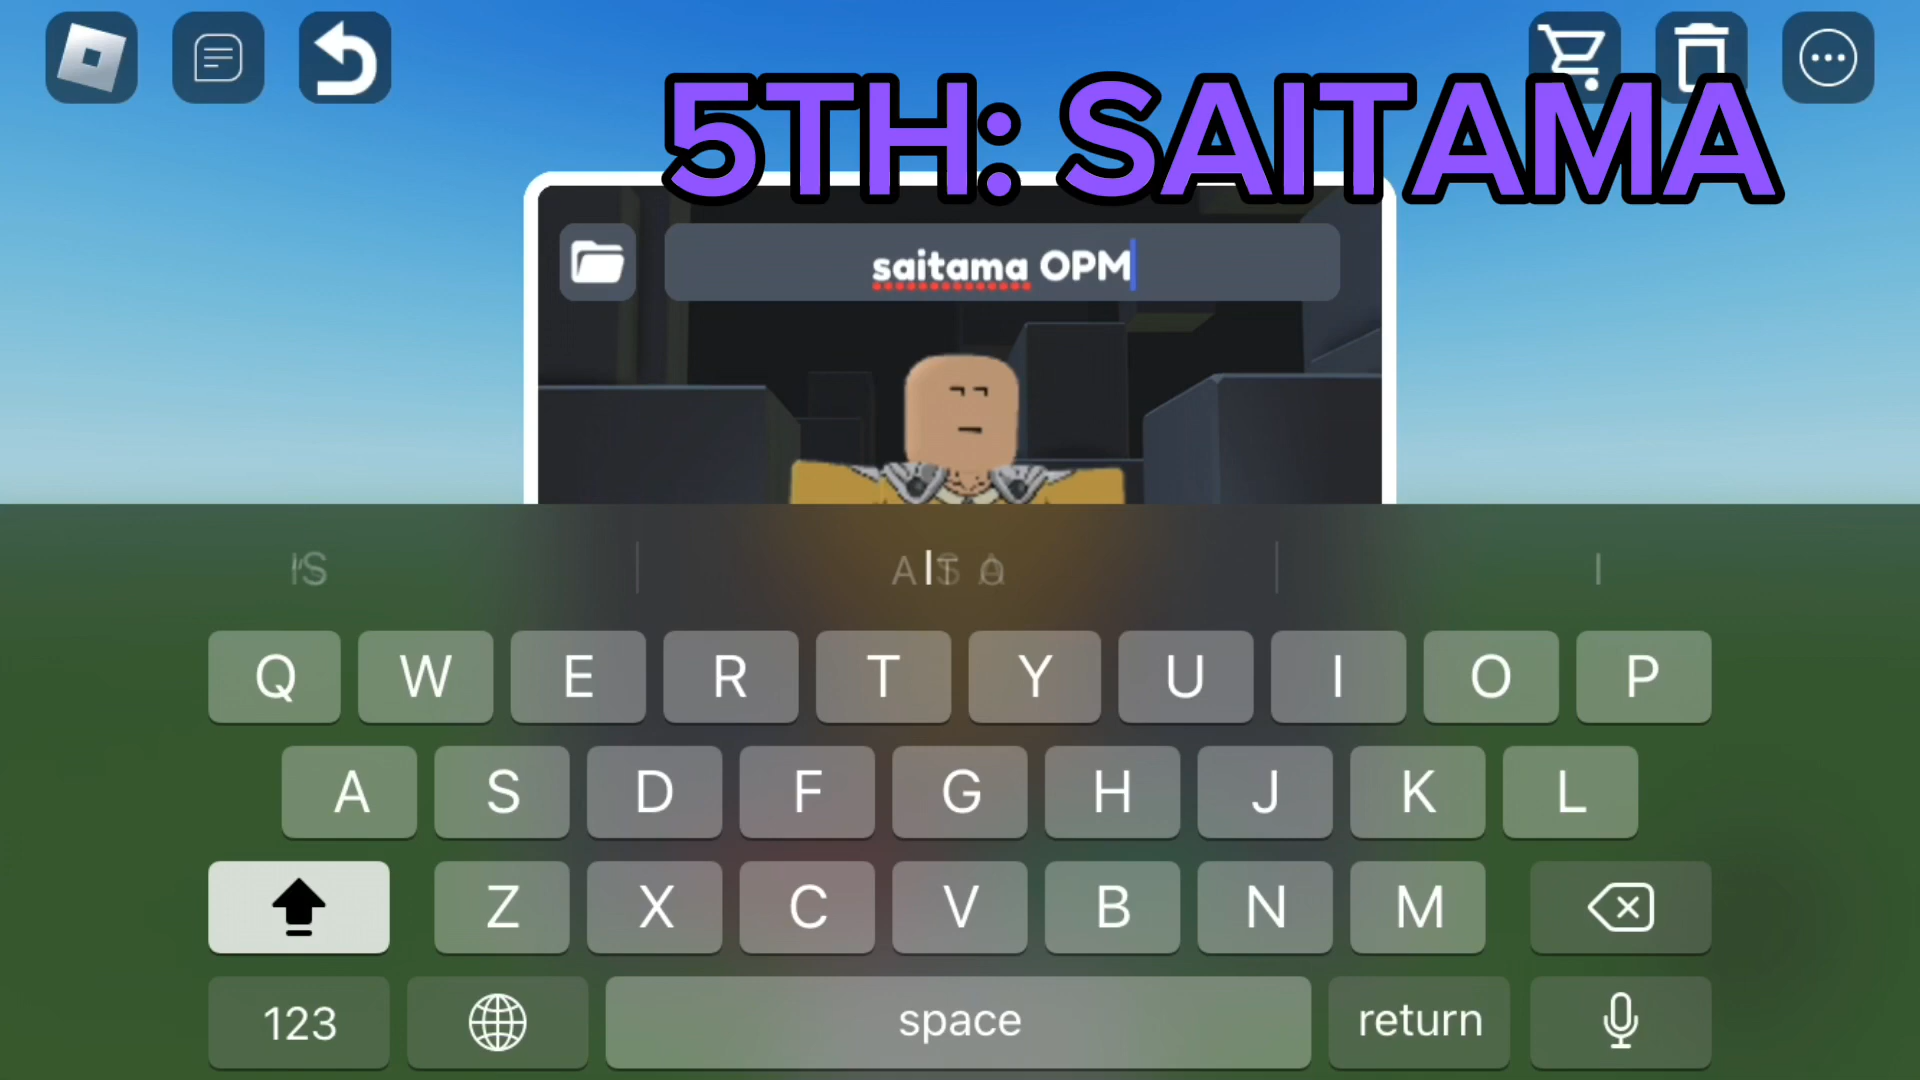 5TH: SAITAMA
saitama OPM
Q W E R T Y U I O P
A S D F G H J K L
Z X C V B N M
123 space return